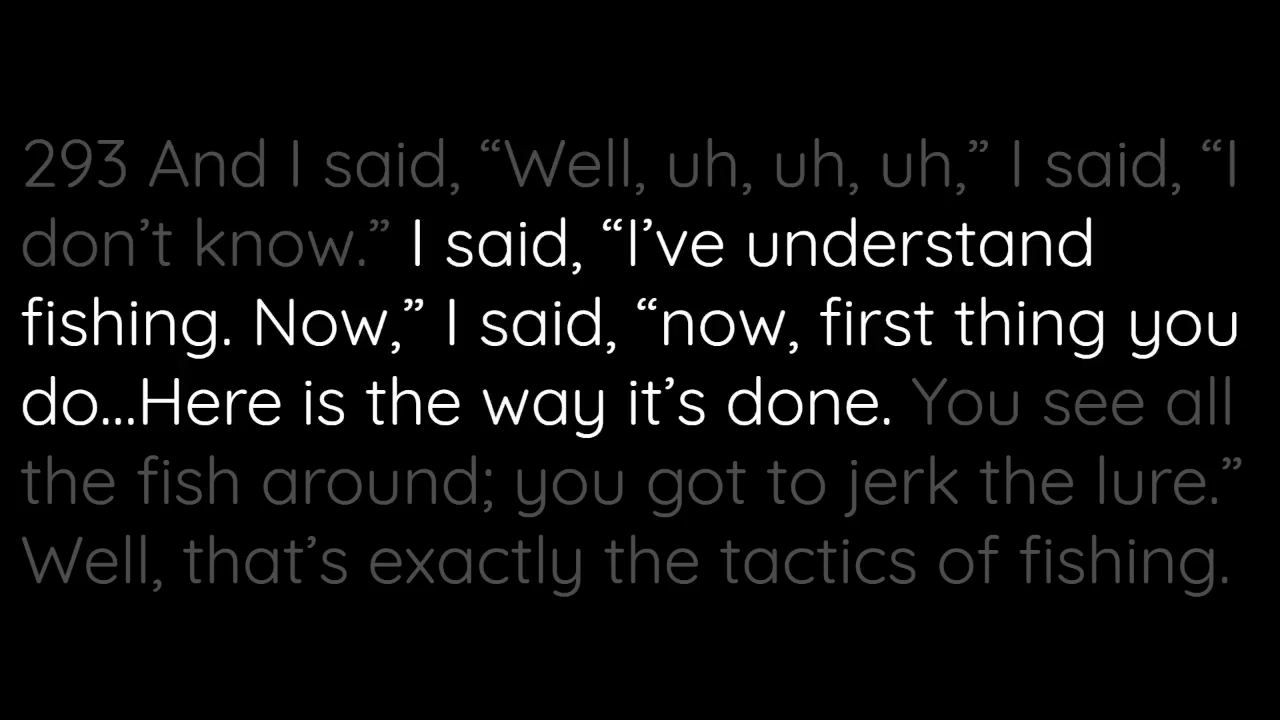 293 And I said, “Well, uh, uh, uh,” I said, “I
don’t know.” I said, “I’ve understand
fishing. Now,” I said, “now, first thing you
do...Here is the way it’s done. You see all
the fish around; you got to jerk the lure.”
Well, that’s exactly the tactics of fishing.